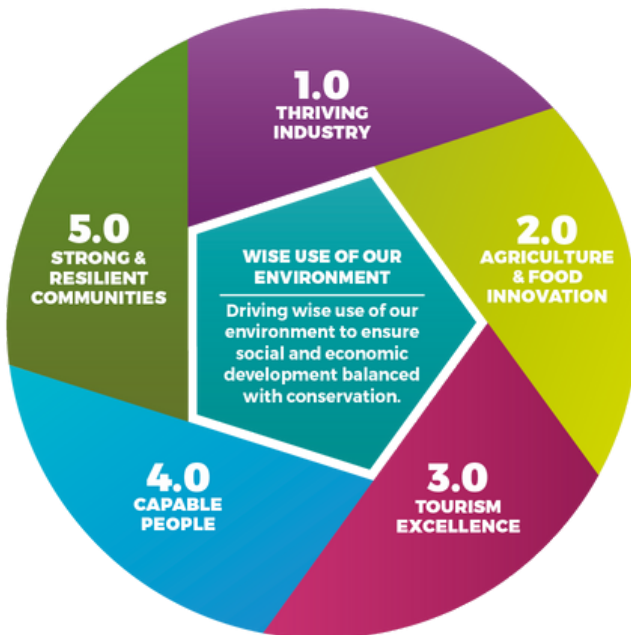 1.0
THRIVING
INDUSTRY
2.0
AGRICULTURE
& FOOD
INNOVATION
3.0
TOURISM
EXCELLENCE
4.0
CAPABLE
PEOPLE
5.0
STRONG &
RESILIENT
COMMUNITIES
WISE USE OF OUR
ENVIRONMENT
Driving wise use of our
environment to ensure
social and economic
development balanced
with conservation.